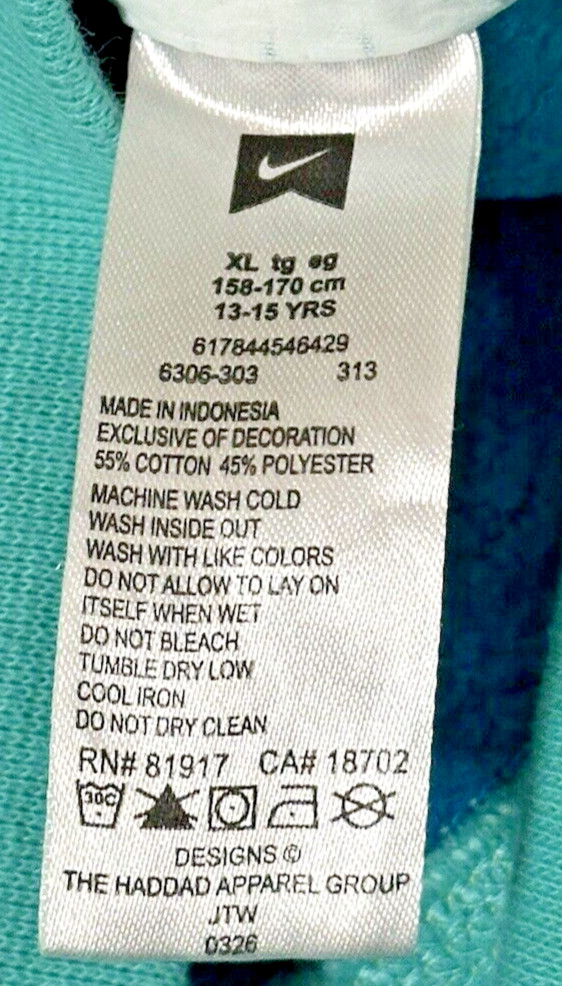 XL tg eg
158-170 cm
13-15 YRS
617844546429
6306-303 313
MADE IN INDONESIA
EXCLUSIVE OF DECORATION
55% COTTON 45% POLYESTER
MACHINE WASH COLD
WASH INSIDE OUT
WASH WITH LIKE COLORS
DO NOT ALLOW TO LAY ON
ITSELF WHEN WET
DO NOT BLEACH
TUMBLE DRY LOW
COOL IRON
DO NOT DRY CLEAN
RN# 81917 CA# 18702
30C
DESIGNS ©
THE HADDAD APPAREL GROUP
JTW
0326